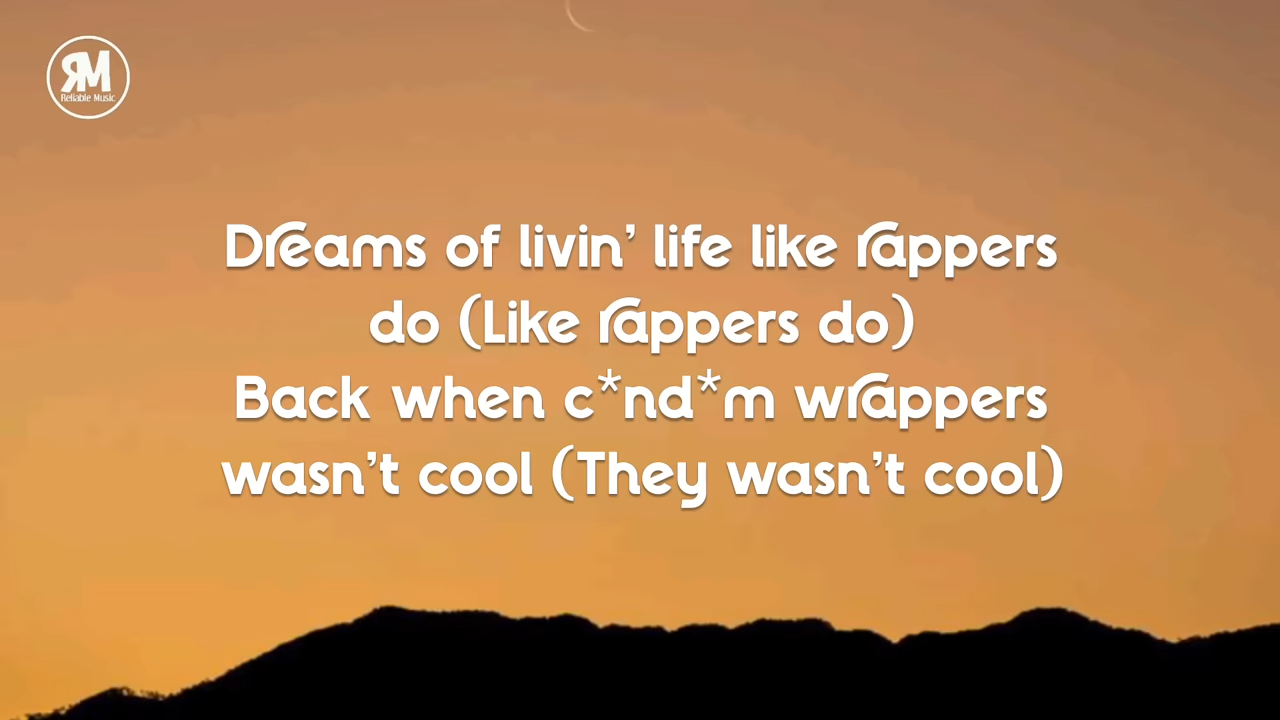 RM
Reliable Music
Dreams of livin' life like rappers
do (Like rappers do)
Back when c*nd*m wrappers
wasn't cool (They wasn't cool)